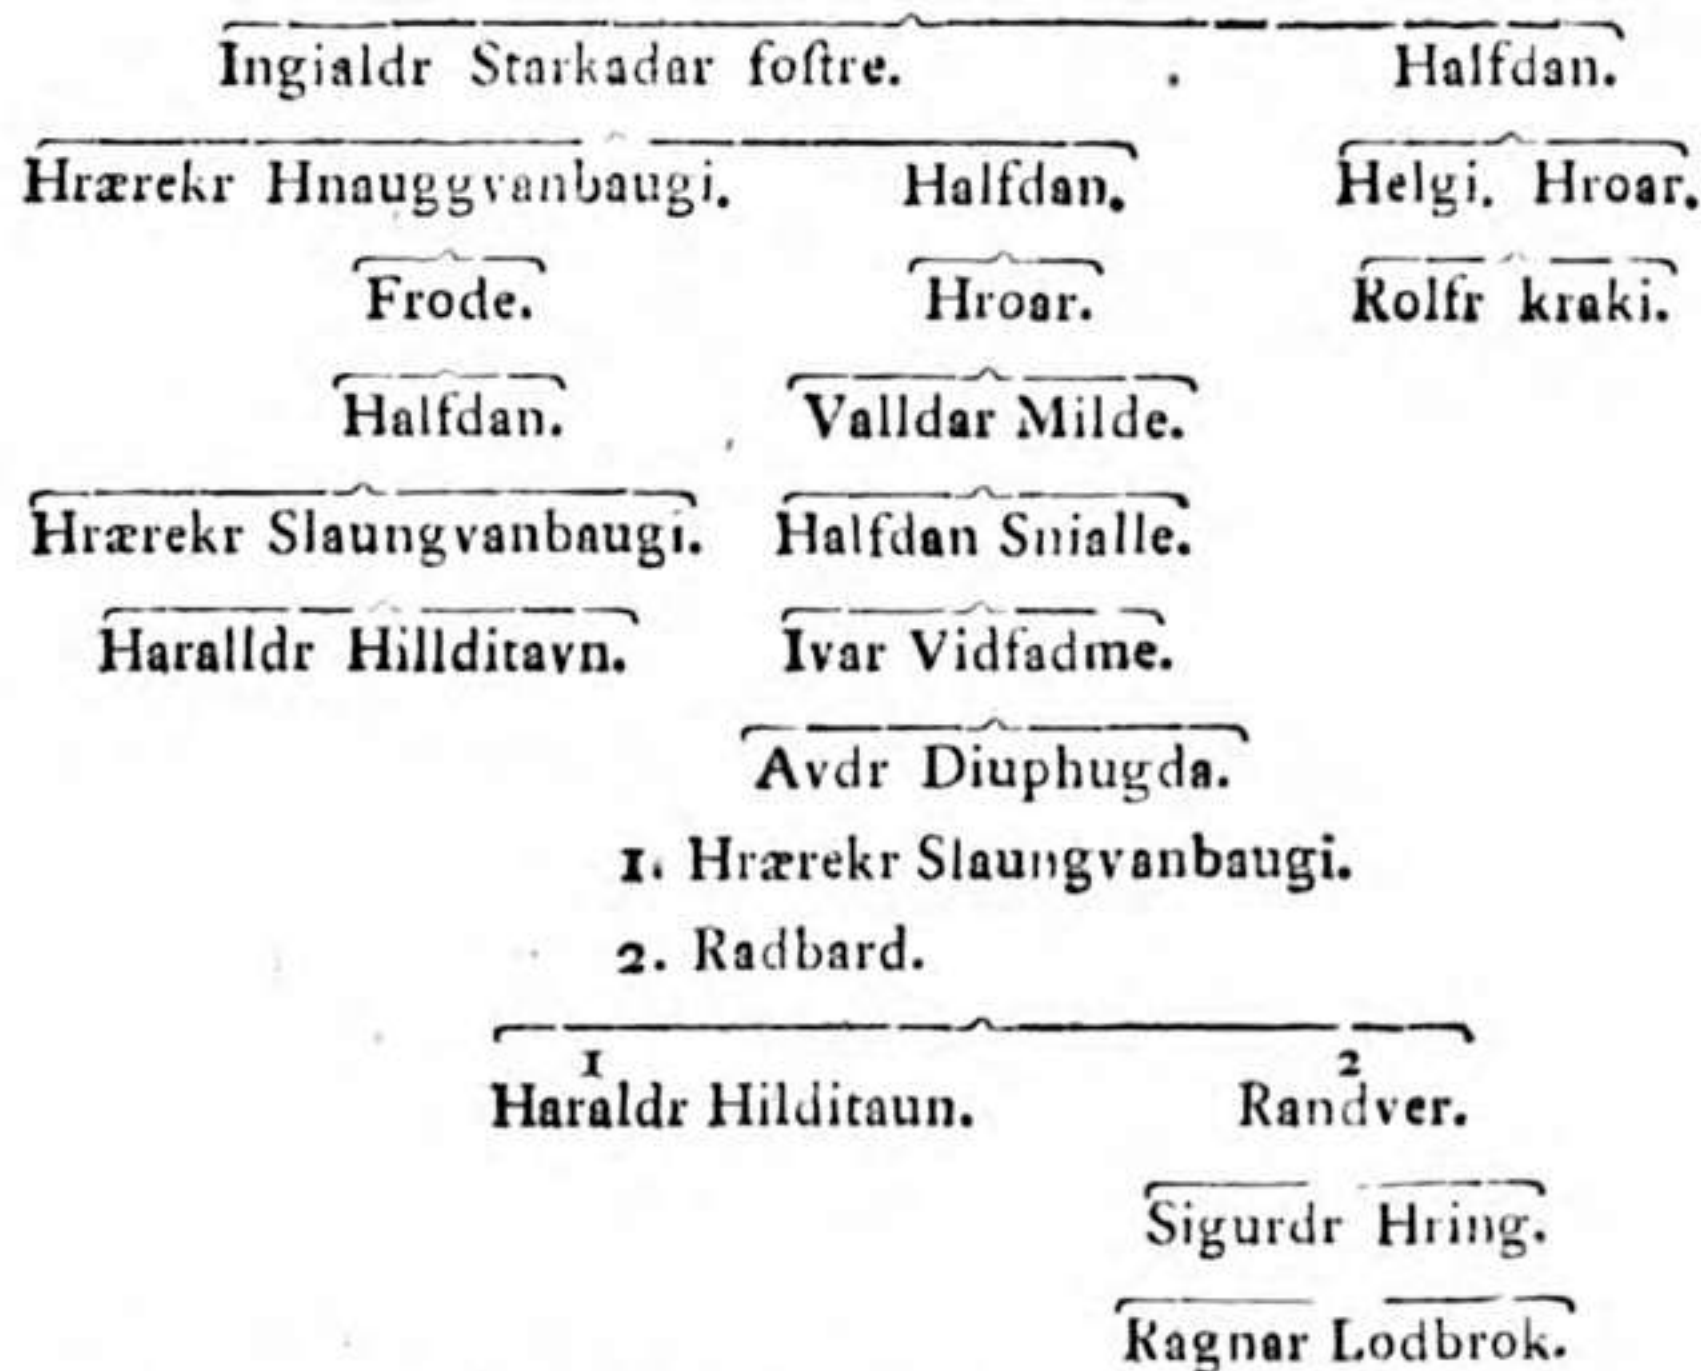 Ingialdr Starkadar foſtre. Halfdan.
Hrærekr Hnauggvanbaugi. Halfdan. Helgi. Hroar.
Frode. Hroar. Rolfr kraki.
Halfdan. Valldar Milde.
Hrærekr Slaungvanbaugi. Halfdan Snialle.
Haralldr Hillditavn. Ivar Vidfadme.
Avdr Diuphugda.
1. Hrærekr Slaungvanbaugi.
2. Radbard.
1 2
Haraldr Hilditaun. Randver.
Sigurdr Hring.
Ragnar Lodbrok.